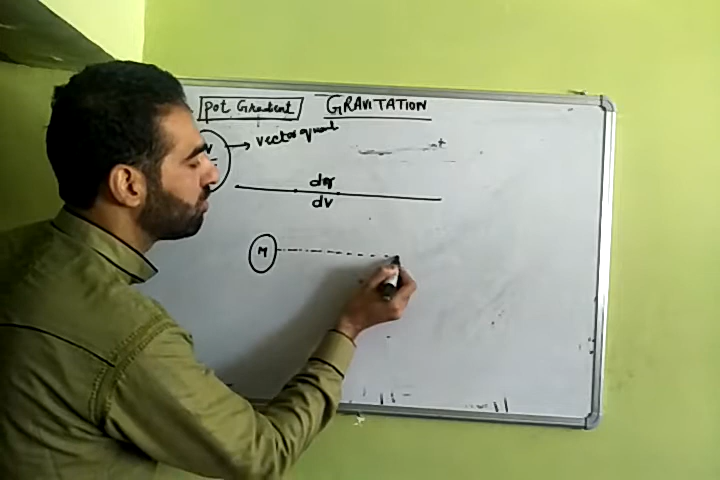 Pot Gradient GRAVITATION
V → vector quant
dr
dv
M